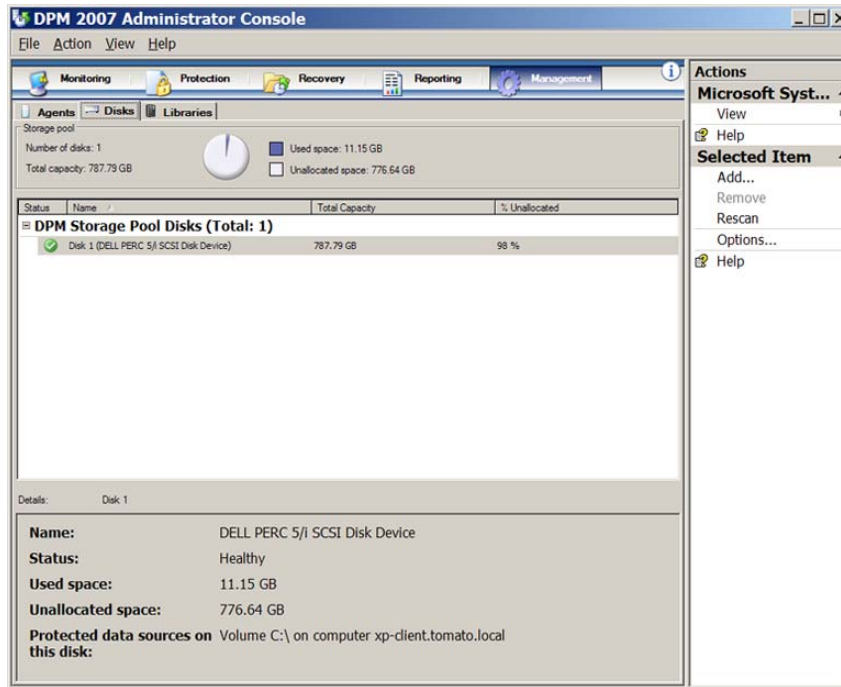 DPM 2007 Administrator Console
File Action View Help
Monitoring Protection Recovery Reporting Management
Agents Disks Libraries
Storage pool
Number of disks: 1
Total capacity: 787.79 GB
Used space: 11.15 GB
Unallocated space: 776.64 GB
Status Name Total Capacity % Unallocated
DPM Storage Pool Disks (Total: 1)
Disk 1 (DELL PERC 5/i SCSI Disk Device) 787.79 GB 98 %
Details: Disk 1
Name: DELL PERC 5/i SCSI Disk Device
Status: Healthy
Used space: 11.15 GB
Unallocated space: 776.64 GB
Protected data sources on Volume C:\ on computer xp-client.tomato.local
this disk:
Actions
Microsoft Syst...
View
Help
Selected Item
Add...
Remove
Rescan
Options...
Help